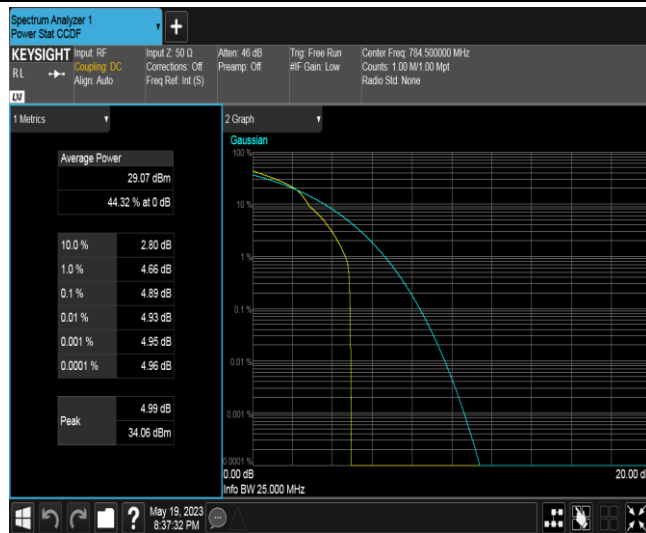 Spectrum Analyzer 1
Power Stat CCDF
+
KEYSIGHT
RL
Input: RF
Coupling: DC
Align: Auto
Input Z: 50 Ω
Corrections: Off
Freq Ref: Int (S)
Atten: 46 dB
Preamp: Off
Trig: Free Run
#IF Gain: Low
Center Freq: 784.500000 MHz
Counts: 1.00 M/1.00 Mpt
Radio Std: None
1 Metrics
Average Power
29.07 dBm
44.32 % at 0 dB
10.0 % 2.80 dB
1.0 % 4.66 dB
0.1 % 4.89 dB
0.01 % 4.93 dB
0.001 % 4.95 dB
0.0001 % 4.96 dB
Peak
4.99 dB
34.06 dBm
2 Graph
Gaussian
100 %
10 %
1 %
0.1 %
0.01 %
0.001 %
0.0001 %
0.00 dB
20.00 d
Info BW 25.000 MHz
?
May 19, 2023
8:37:32 PM